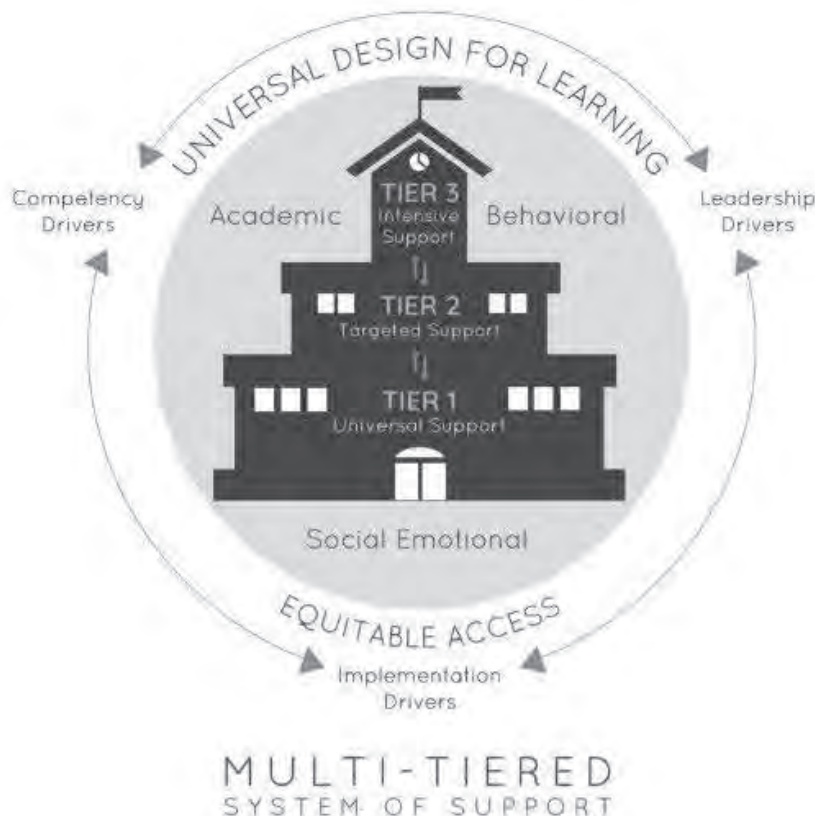 UNIVERSAL DESIGN FOR LEARNING
Competency
Drivers
Leadership
Drivers
Academic
Behavioral
TIER 3
Intensive
Support
TIER 2
Targeted Support
TIER 1
Universal Support
Social Emotional
EQUITABLE ACCESS
Implementation
Drivers
MULTI-TIERED
SYSTEM OF SUPPORT